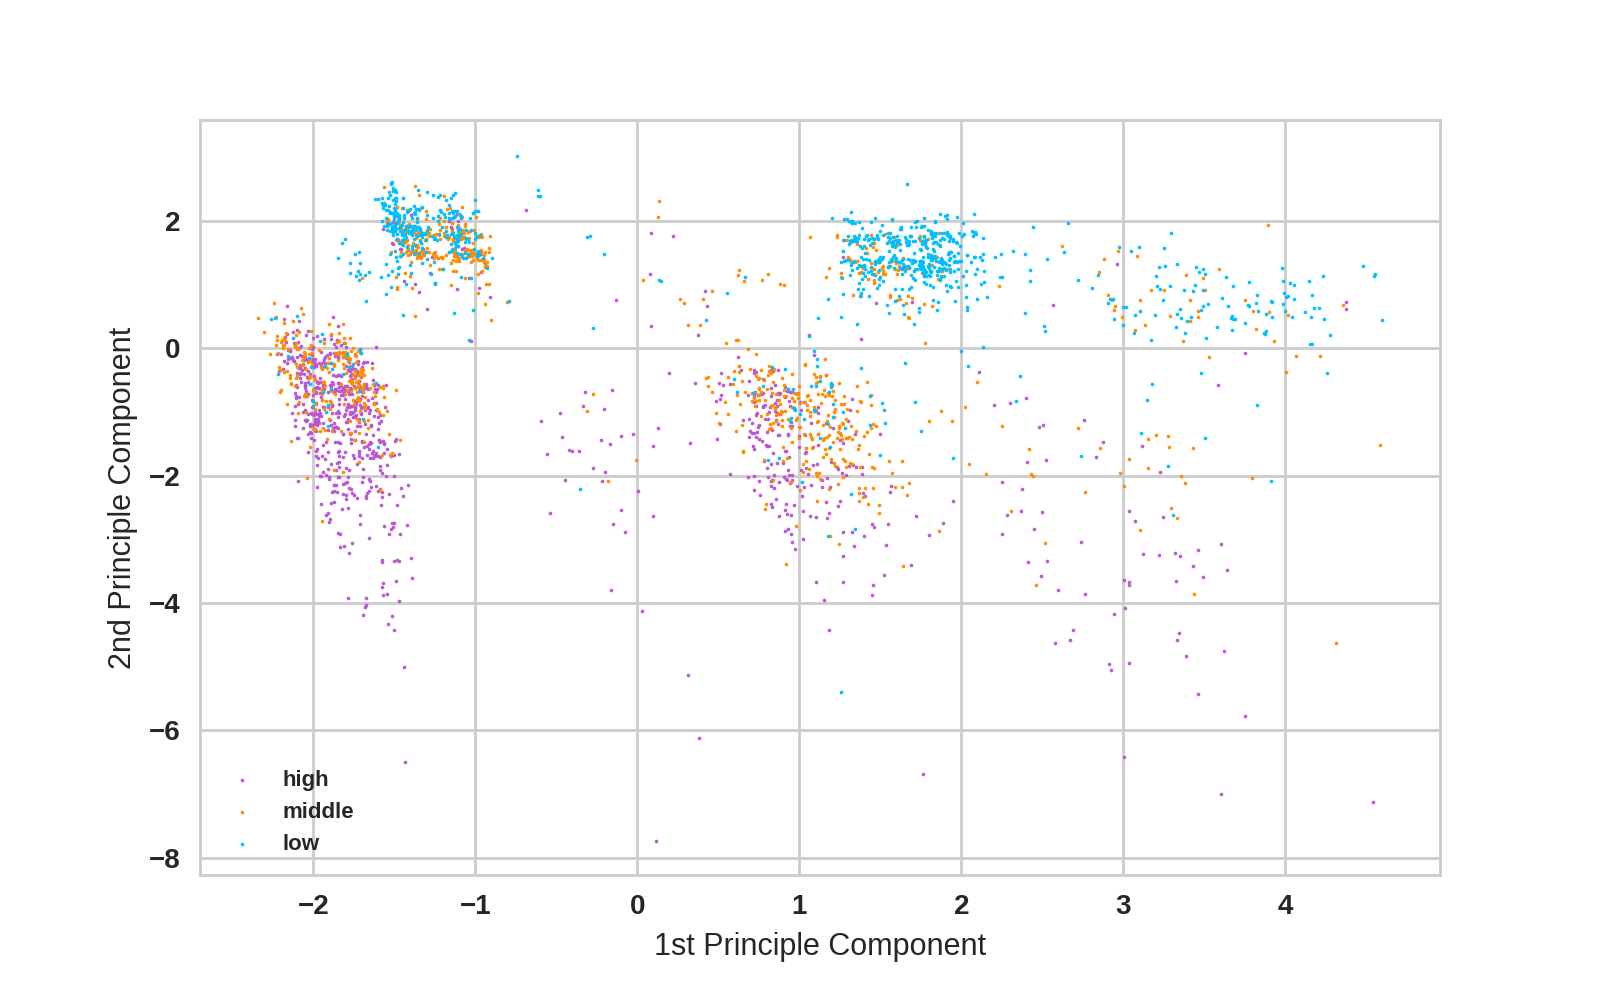 2
0
−2
−4
−6
−8
2nd Principle Component
high
middle
low
−2 −1 0 1 2 3 4
1st Principle Component